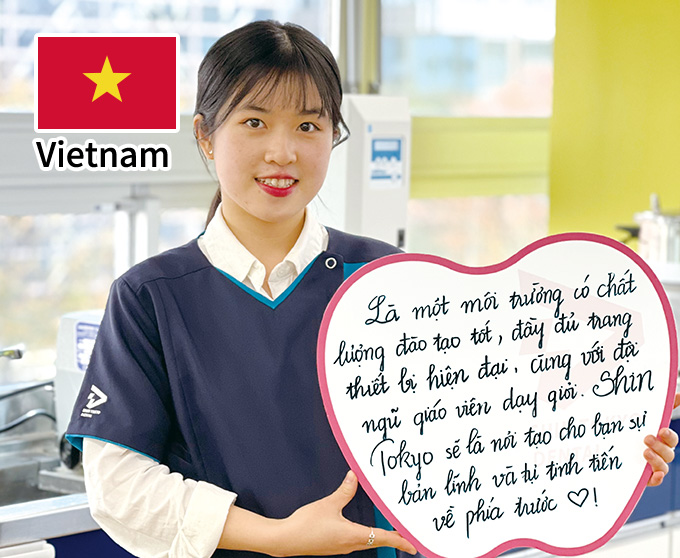 Vietnam
Là một môi trường có chất
lượng đào tạo tốt, đầy đủ trang
thiết bị hiện đại, cùng với đội
ngũ giáo viên dạy giỏi. Shin
Tokyo sẽ là nơi tạo cho bạn sự
bản lĩnh và tự tinh tiến
về phía trước ♡!